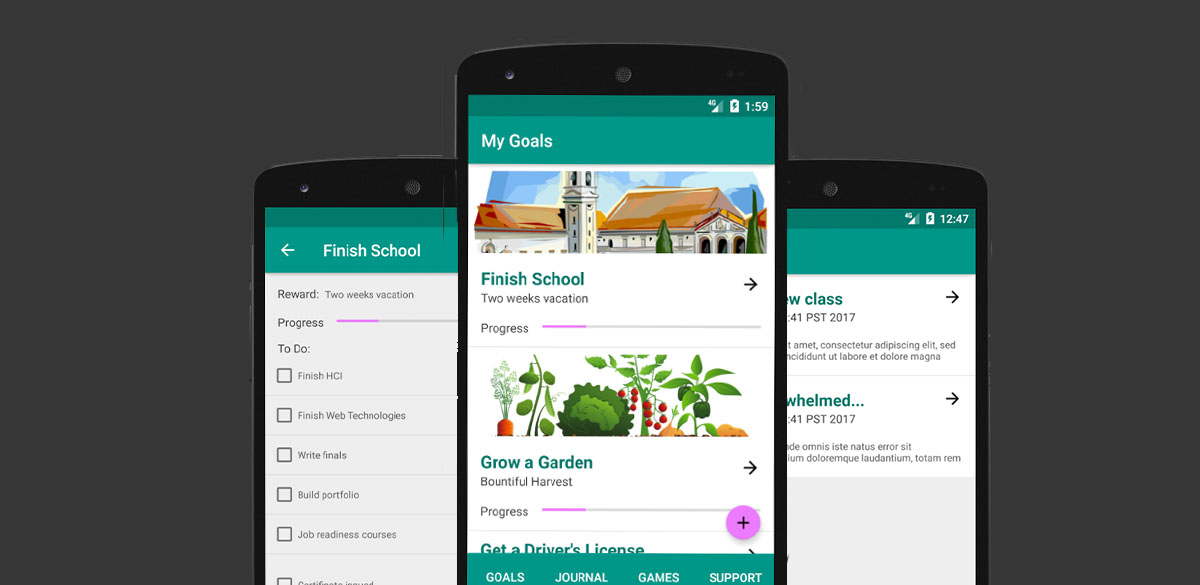 Finish School
Reward: Two weeks vacation
Progress
To Do:
Finish HCI
Finish Web Technologies
Write finals
Build portfolio
Job readiness courses
4G 1:59
My Goals
Finish School
Two weeks vacation
Progress
Grow a Garden
Bountiful Harvest
Progress
Get a Driver's License
GOALS JOURNAL GAMES SUPPORT
4G 12:47
ew class
:41 PST 2017
t amet, consectetur adipiscing elit, sed
ncididunt ut labore et dolore magna
whelmed...
:41 PST 2017
nde omnis iste natus error sit
ium doloremque laudantium, totam rem